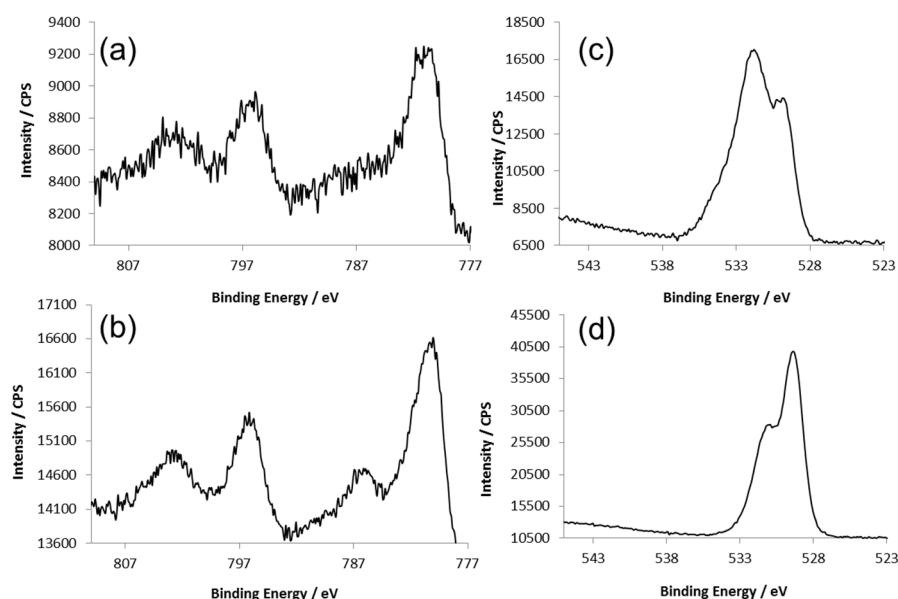 (a)
9400
9200
9000
8800
8600
8400
8200
8000
Intensity / CPS
807 797 787 777
Binding Energy / eV
(c)
18500
16500
14500
12500
10500
8500
6500
Intensity / CPS
543 538 533 528 523
Binding Energy / eV
(b)
17100
16600
16100
15600
15100
14600
14100
13600
Intensity / CPS
807 797 787 777
Binding Energy / eV
(d)
45500
40500
35500
30500
25500
20500
15500
10500
Intensity / CPS
543 538 533 528 523
Binding Energy / eV